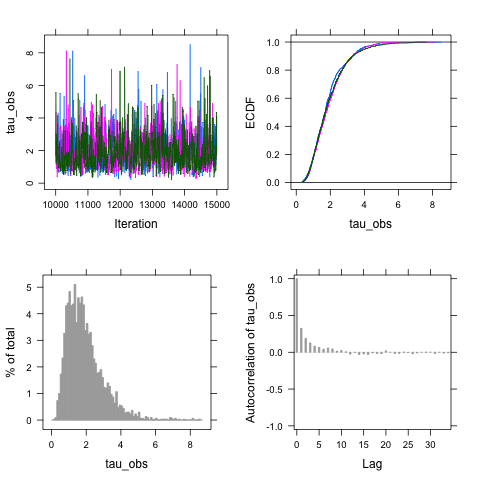 8
6
4
2
0
tau_obs
10000 11000 12000 13000 14000 15000
Iteration
1.0
0.8
0.6
0.4
0.2
0.0
ECDF
0 2 4 6 8
tau_obs
5
4
3
2
1
0
% of total
0 2 4 6 8
tau_obs
1.0
0.5
0.0
-0.5
-1.0
Autocorrelation of tau_obs
0 5 10 15 20 25 30
Lag